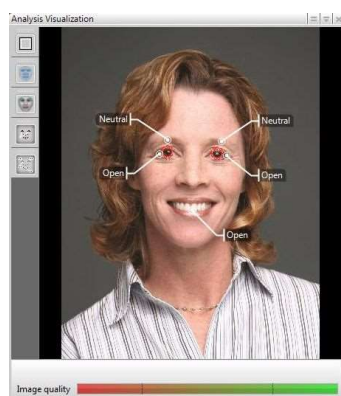 Analysis Visualization
Neutral
Neutral
Open
Open
Open
Image quality